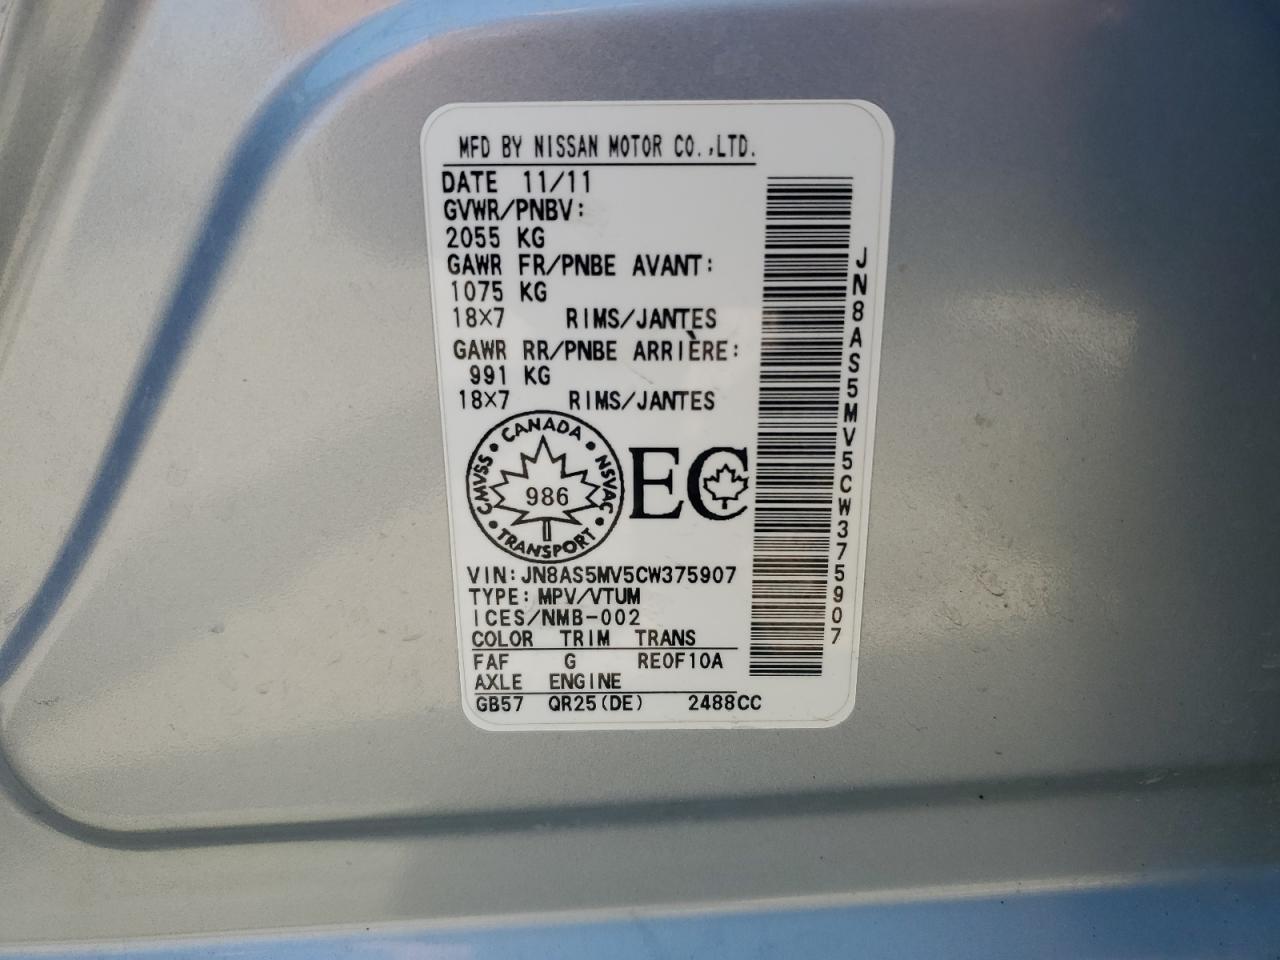 MFD BY NISSAN MOTOR CO.,LTD.
DATE 11/11
GVWR/PNBV:
2055 KG
GAWR FR/PNBE AVANT:
1075 KG
18×7 RIMS/JANTES
GAWR RR/PNBE ARRIÈRE:
991 KG
18×7 RIMS/JANTES
CANADA
CMVSS • NSVAC
986
TRANSPORT
EC
VIN:JN8AS5MV5CW375907
TYPE:MPV/VTUM
ICES/NMB-002
COLOR TRIM TRANS
FAF G RE0F10A
AXLE ENGINE
GB57 QR25(DE) 2488CC
JN8AS5MV5CW375907